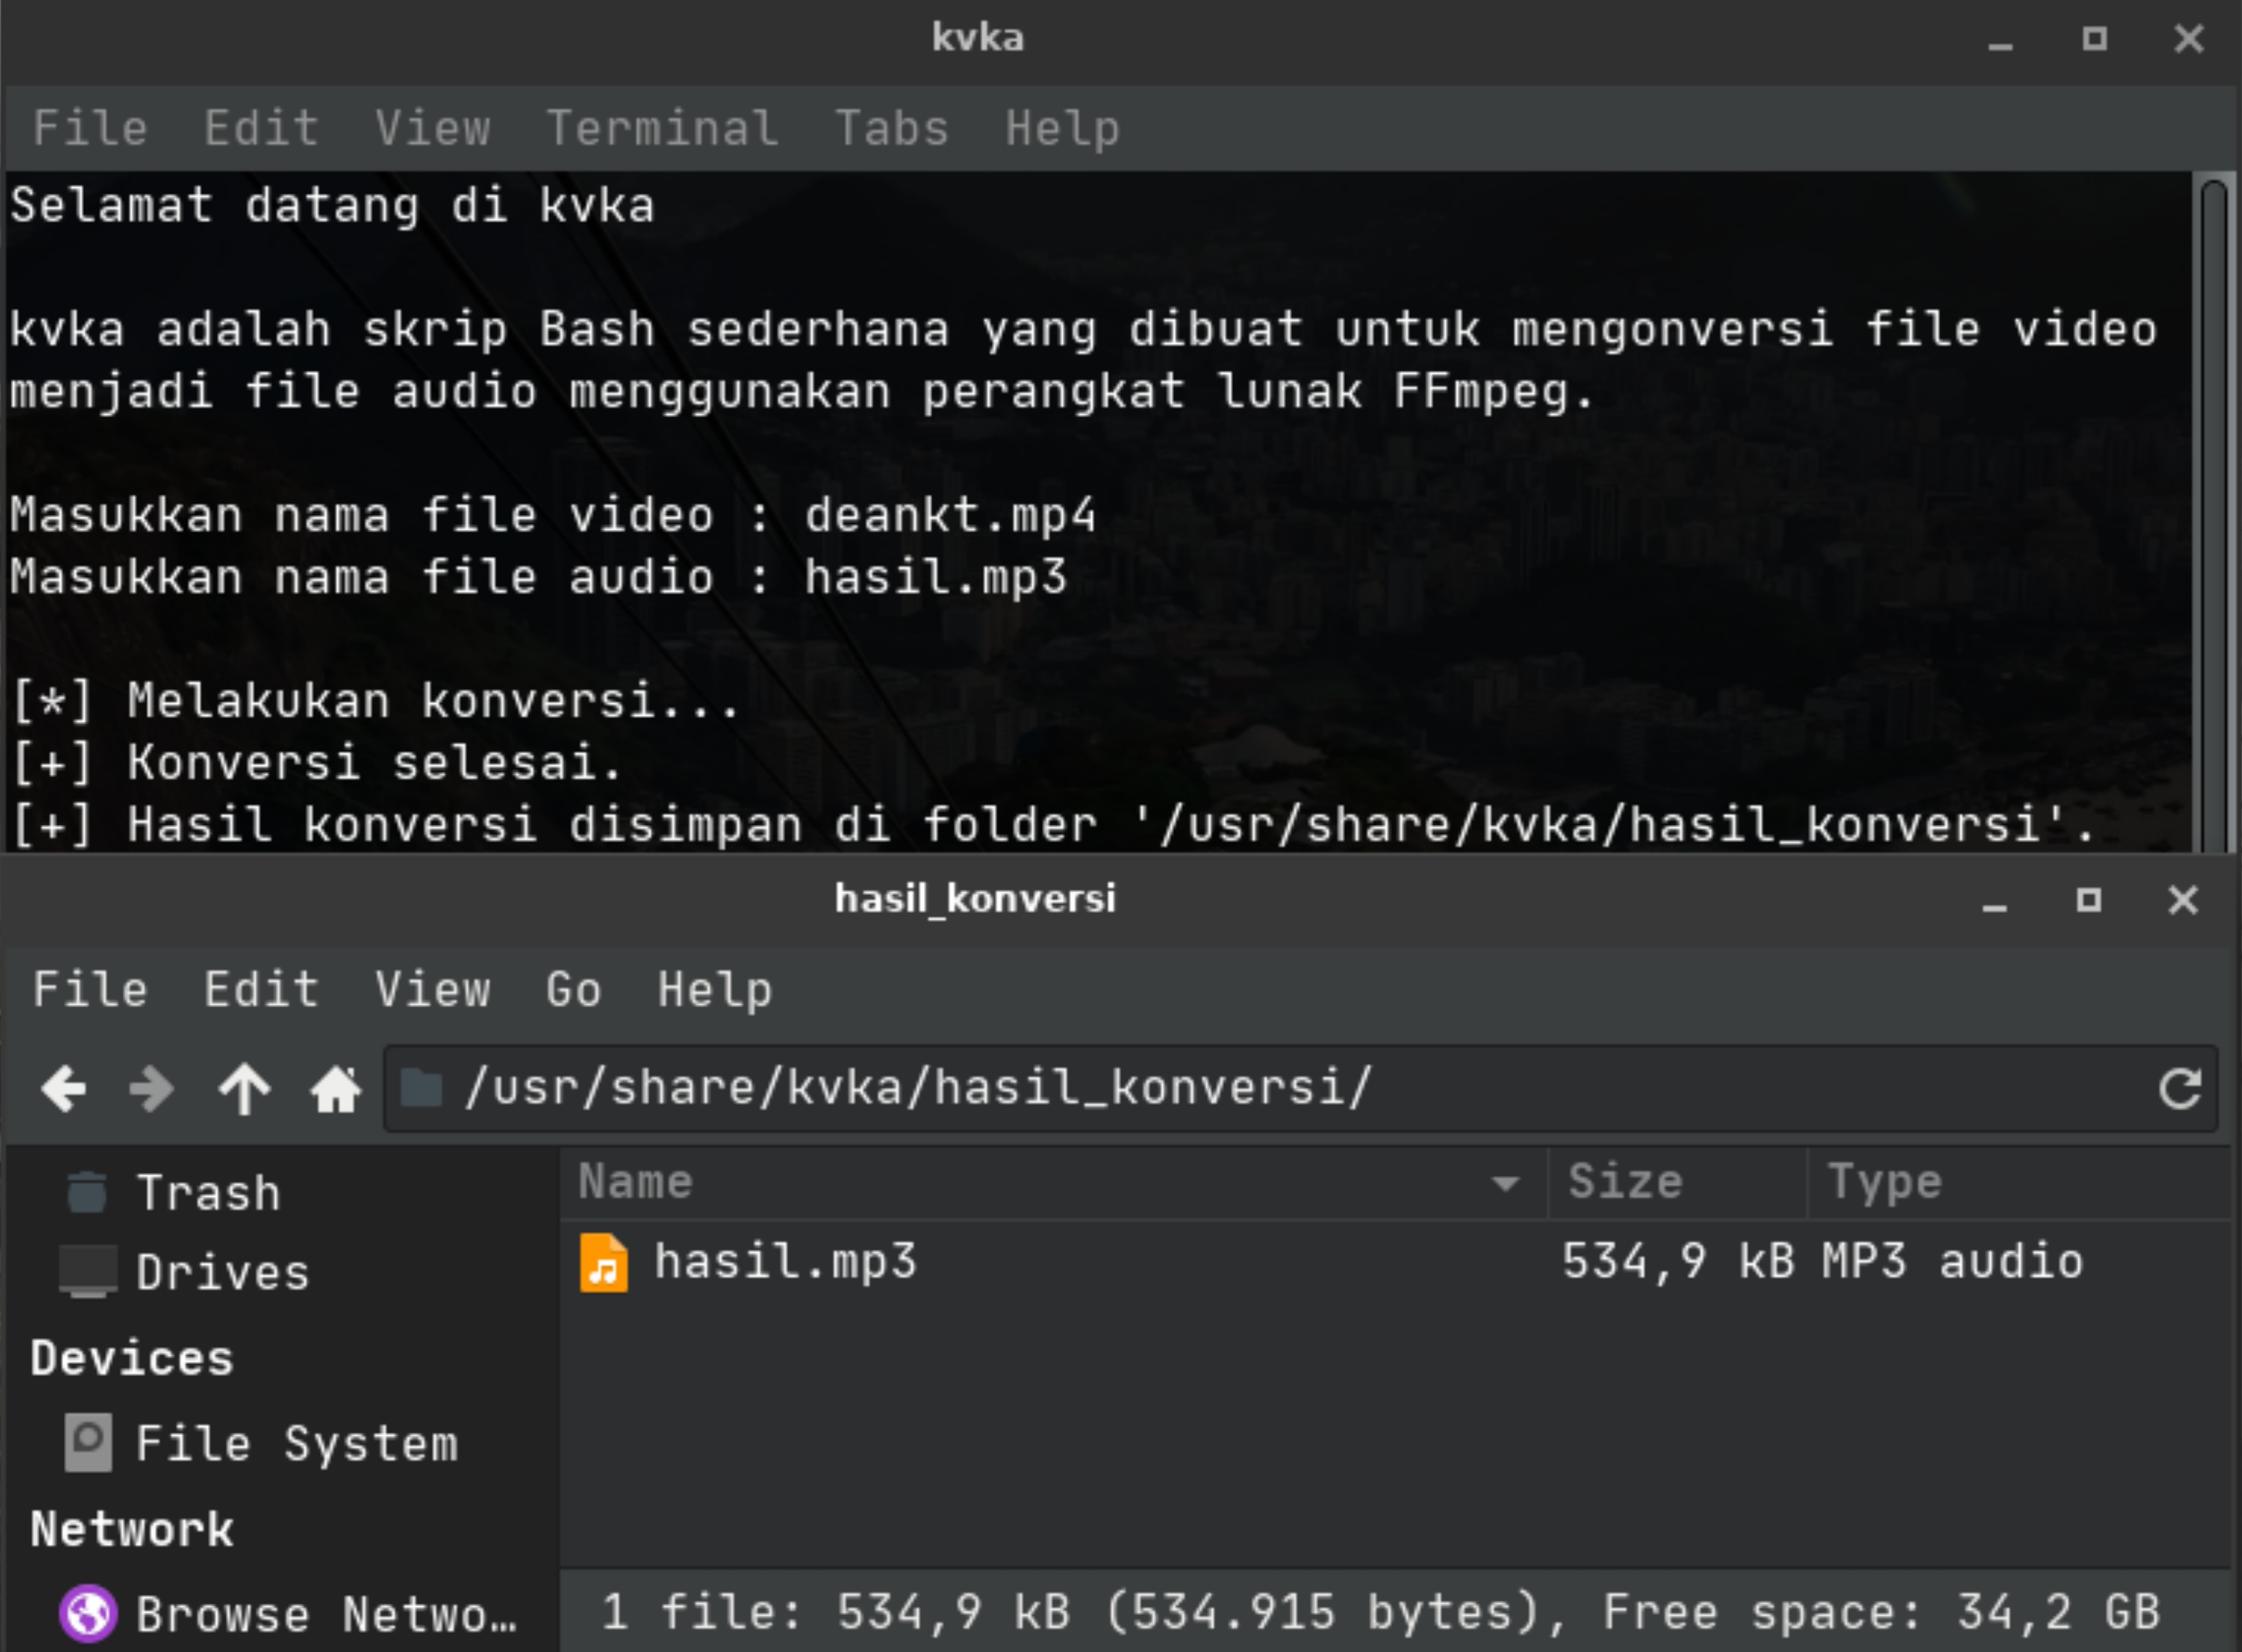 kvka
File Edit View Terminal Tabs Help
Selamat datang di kvka
kvka adalah skrip Bash sederhana yang dibuat untuk mengonversi file video
menjadi file audio menggunakan perangkat lunak FFmpeg.
Masukkan nama file video : deankt.mp4
Masukkan nama file audio : hasil.mp3
[*] Melakukan konversi...
[+] Konversi selesai.
[+] Hasil konversi disimpan di folder '/usr/share/kvka/hasil_konversi'.
hasil_konversi
File Edit View Go Help
/usr/share/kvka/hasil_konversi/
Trash
Drives
Devices
File System
Network
Browse Netwo…
Name Size Type
hasil.mp3 534,9 kB MP3 audio
1 file: 534,9 kB (534.915 bytes), Free space: 34,2 GB